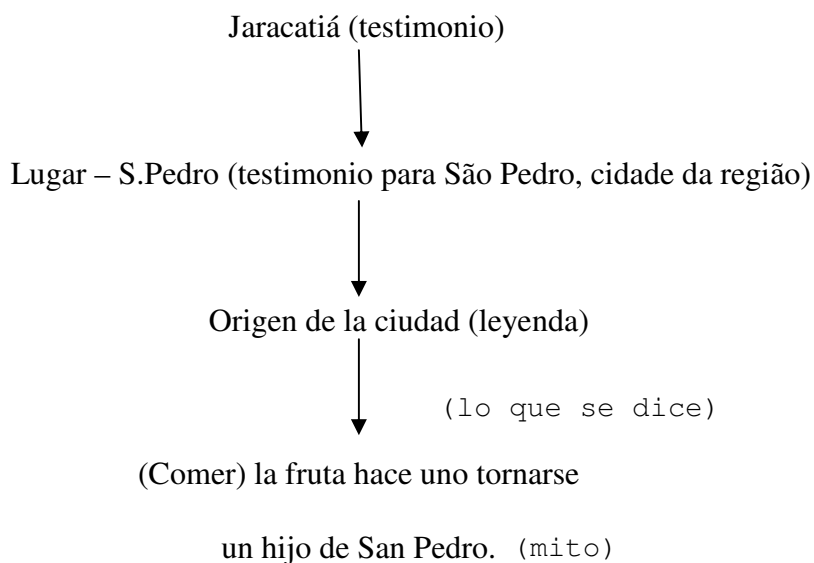 Jaracatiá (testimonio)
Lugar – S.Pedro (testimonio para São Pedro, cidade da região)
Origen de la ciudad (leyenda)
(lo que se dice)
(Comer) la fruta hace uno tornarse
un hijo de San Pedro. (mito)